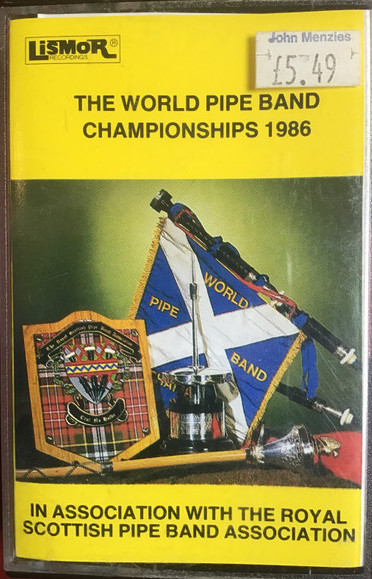 LISMOR®
RECORDINGS
John Menzies
£5.49
THE WORLD PIPE BAND
CHAMPIONSHIPS 1986
WORLD
PIPE
BAND
IN ASSOCIATION WITH THE ROYAL
SCOTTISH PIPE BAND ASSOCIATION